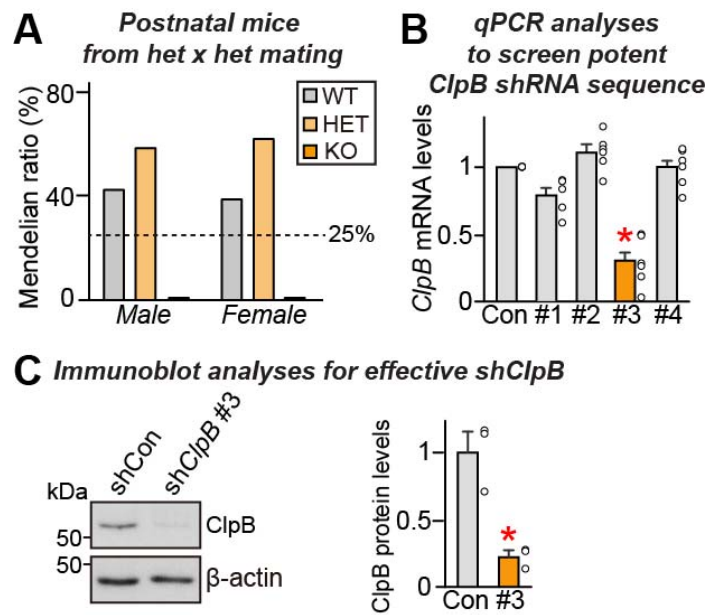 A
Postnatal mice
from het x het mating
Mendelian ratio (%)
80
40
0
WT
HET
KO
25%
Male
Female
B
qPCR analyses
to screen potent
ClpB shRNA sequence
ClpB mRNA levels
1
0.5
0
*
Con #1 #2 #3 #4
C
Immunoblot analyses for effective shClpB
shCon
shClpB #3
kDa
50
ClpB
50
β-actin
ClpB protein levels
1
0.5
0
*
Con #3